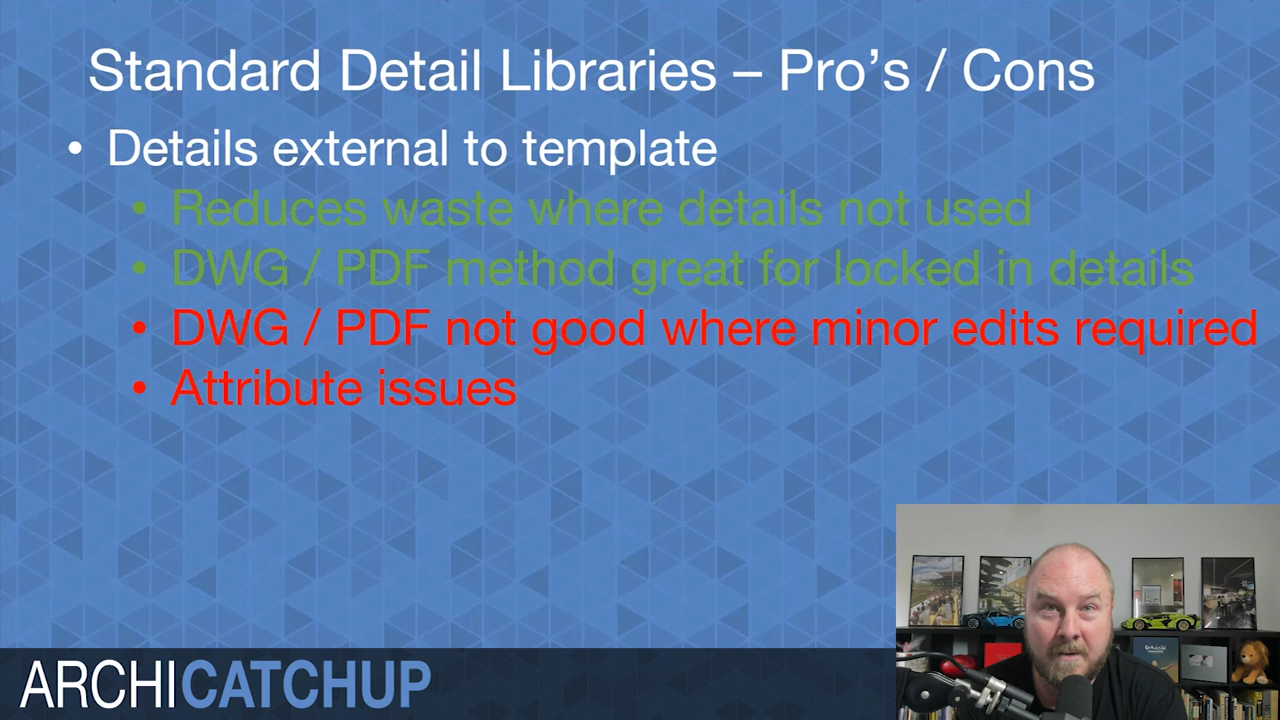 Standard Detail Libraries – Pro’s / Cons
• Details external to template
• Reduces waste where details not used
• DWG / PDF method great for locked in details
• DWG / PDF not good where minor edits required
• Attribute issues
ARCHICATCHUP